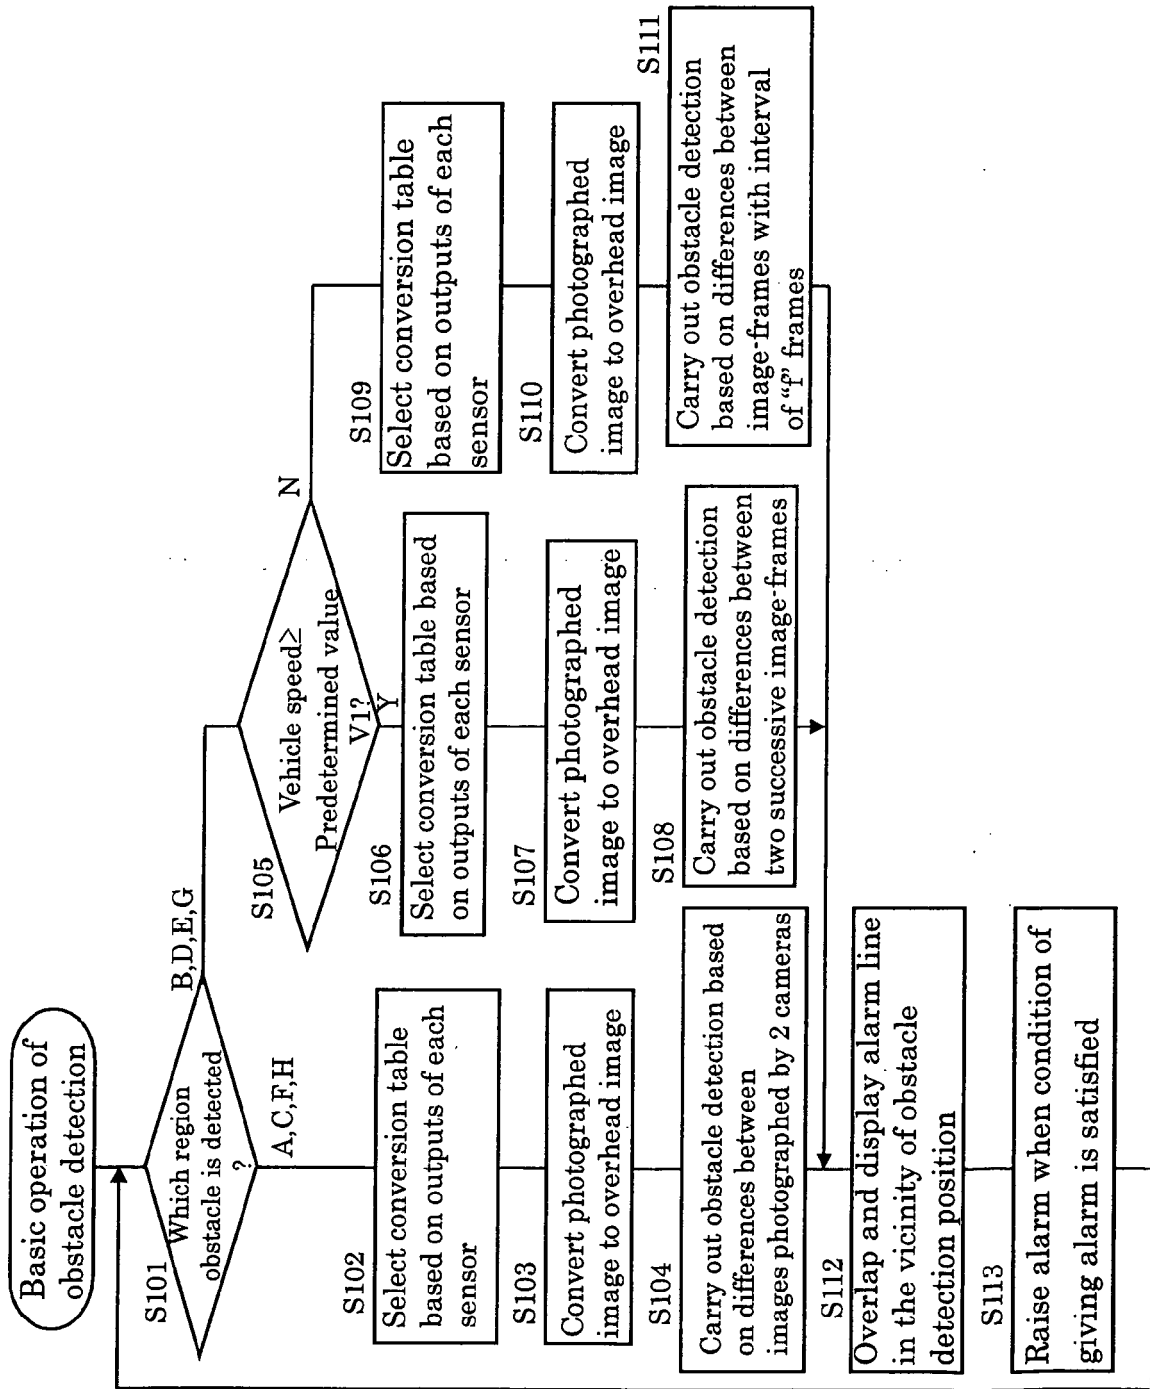 Basic operation of
obstacle detection
S101
Which region
obstacle is detected
?
B,D,E,G
A,C,F,H
S102
Select conversion table
based on outputs of each
sensor
S103
Convert photographed
image to overhead image
S104
Carry out obstacle detection based
on differences between
images photographed by 2 cameras
S105
Vehicle speed≥
Predetermined value
V1?
Y
N
S106
Select conversion table based
on outputs of each sensor
S107
Convert photographed
image to overhead image
S108
Carry out obstacle detection
based on differences between
two successive image-frames
S109
Select conversion table
based on outputs of each
sensor
S110
Convert photographed
image to overhead image
S111
Carry out obstacle detection
based on differences between
image-frames with interval
of “f” frames
S112
Overlap and display alarm line
in the vicinity of obstacle
detection position
S113
Raise alarm when condition of
giving alarm is satisfied